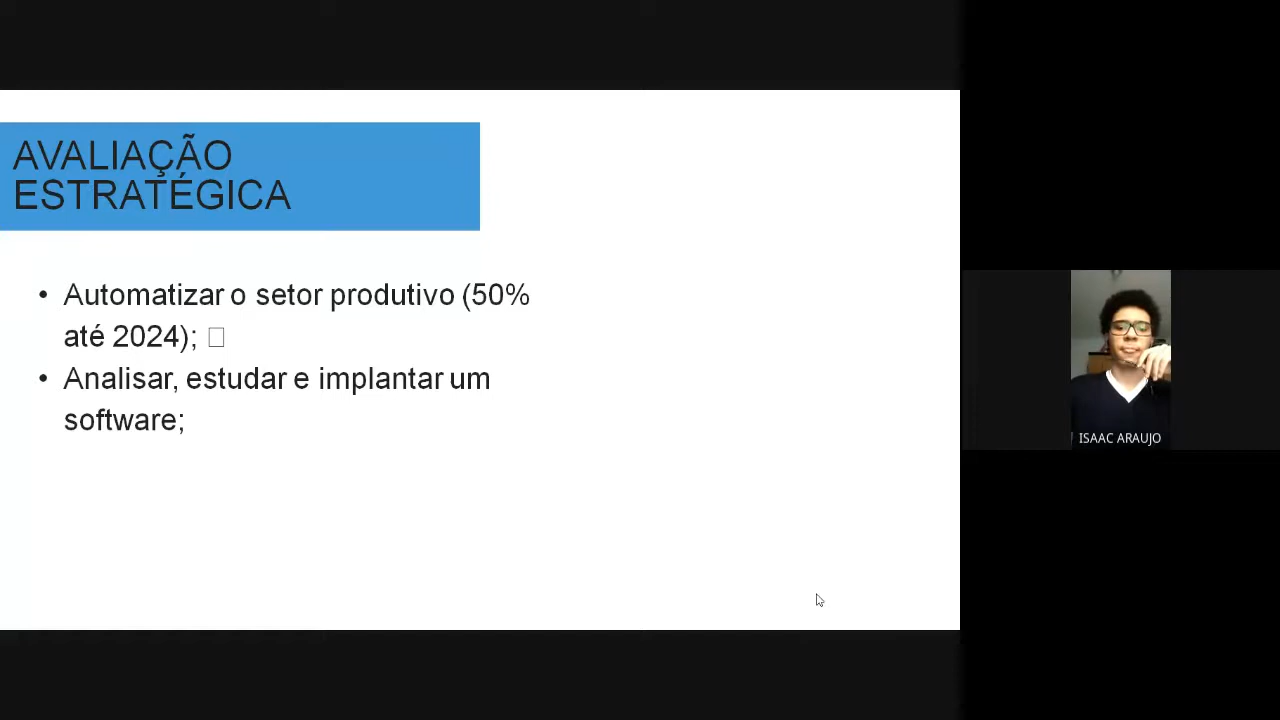 AVALIAÇÃO
ESTRATÉGICA
• Automatizar o setor produtivo (50%
até 2024); □
• Analisar, estudar e implantar um
software;
ISAAC ARAUJO